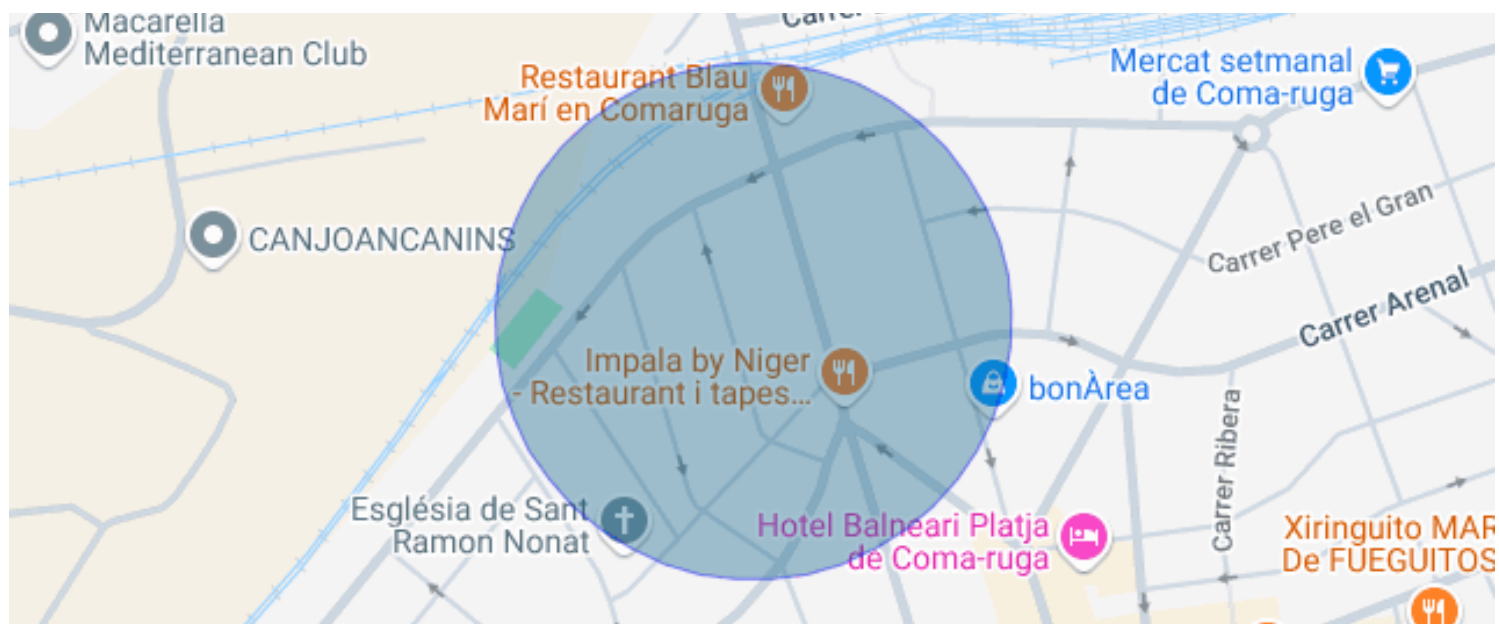 Macarella
Mediterranean Club
Restaurant Blau
Marí en Comaruga
Mercat setmanal
de Coma-ruga
CANJOANCANINS
Carrer Pere el Gran
Carrer Arenal
Impala by Niger
- Restaurant i tapes...
bonÀrea
Carrer Ribera
Església de Sant
Ramon Nonat
Hotel Balneari Platja
de Coma-ruga
Xiringuito MAR
De FUEGUITOS